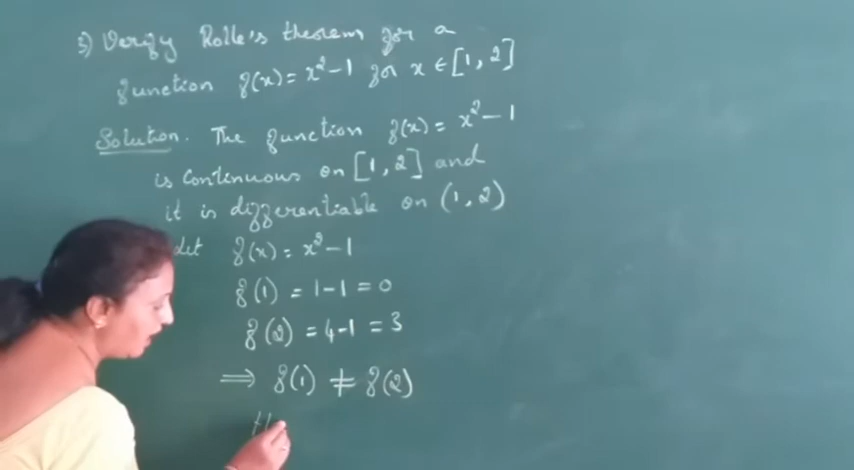 3) Verify Rolle's theorem for a
function f(x) = x² - 1 for x ∈ [1, 2]
Solution. The function f(x) = x² - 1
is continuous on [1, 2] and
it is differentiable on (1, 2)
Let f(x) = x² - 1
f(1) = 1 - 1 = 0
f(2) = 4 - 1 = 3
⇒ f(1) ≠ f(2)